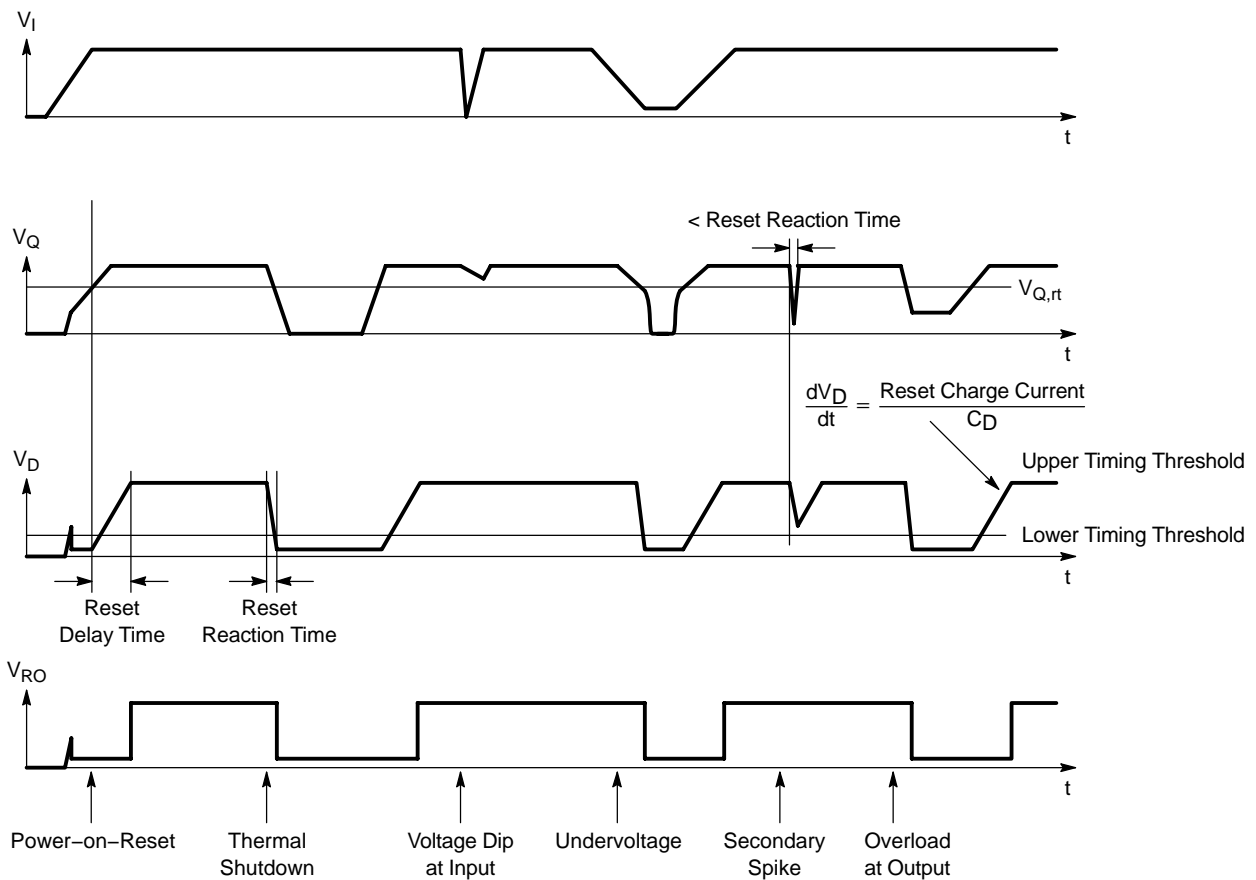 V_I
t
< Reset Reaction Time
V_Q
V_Q,rt
t
dV_D
dt
=
Reset Charge Current
C_D
V_D
Upper Timing Threshold
Lower Timing Threshold
t
Reset
Delay Time
Reset
Reaction Time
V_RO
t
Power−on−Reset
Thermal
Shutdown
Voltage Dip
at Input
Undervoltage
Secondary
Spike
Overload
at Output